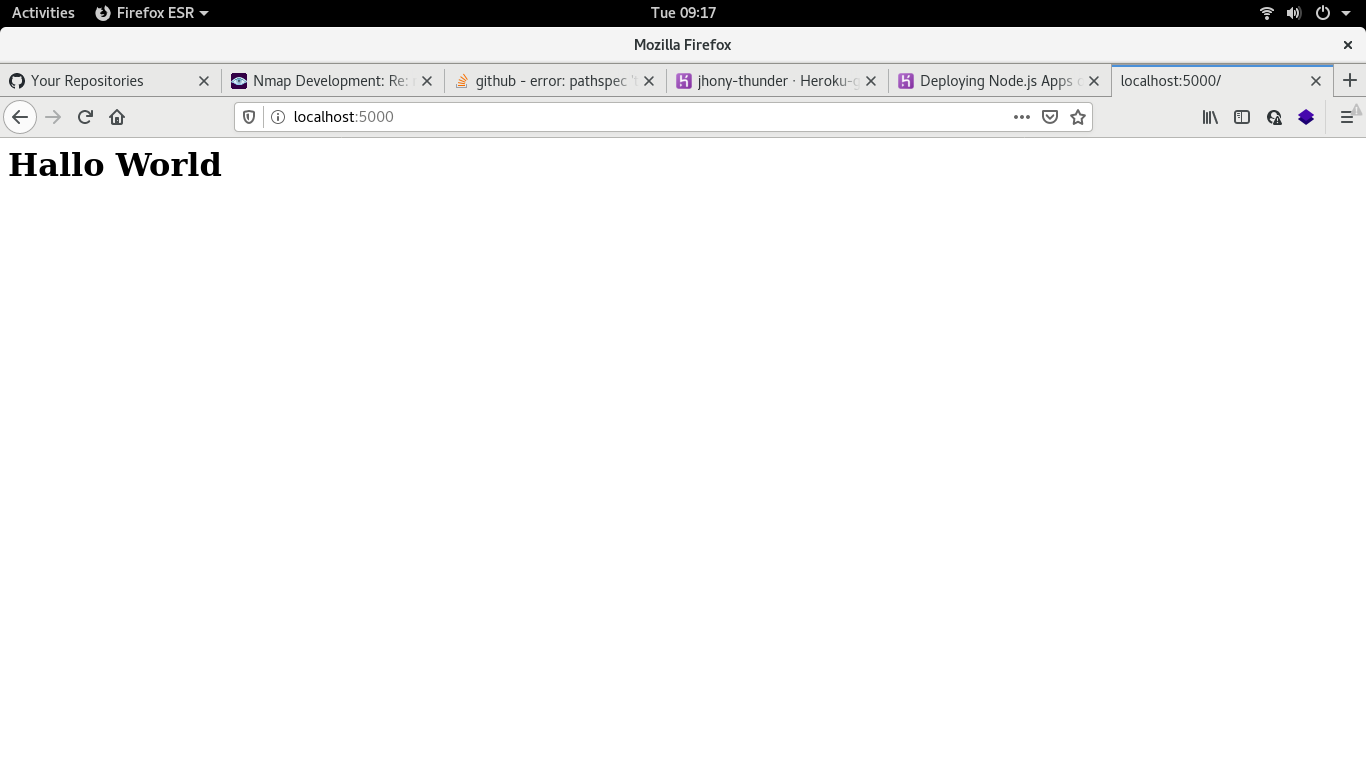 Activities Firefox ESR Tue 09:17
Mozilla Firefox
Your Repositories Nmap Development: Re: github - error: pathspec 't jhony-thunder · Heroku-g Deploying Node.js Apps localhost:5000/
localhost:5000
Hallo World